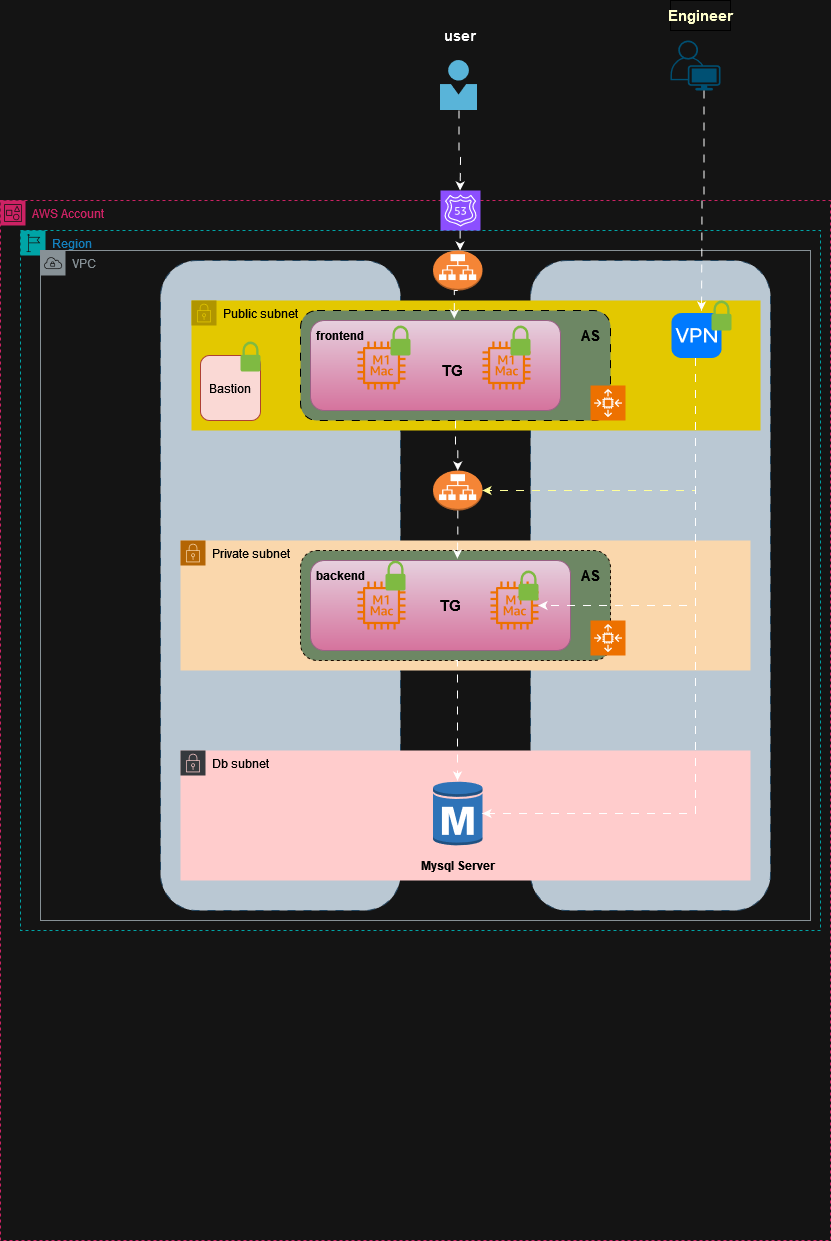 Engineer
user
53
AWS Account
Region
VPC
Public subnet
frontend
AS
VPN
M1
Mac
TG
M1
Mac
Bastion
Private subnet
backend
AS
M1
Mac
TG
M1
Mac
Db subnet
M
Mysql Server